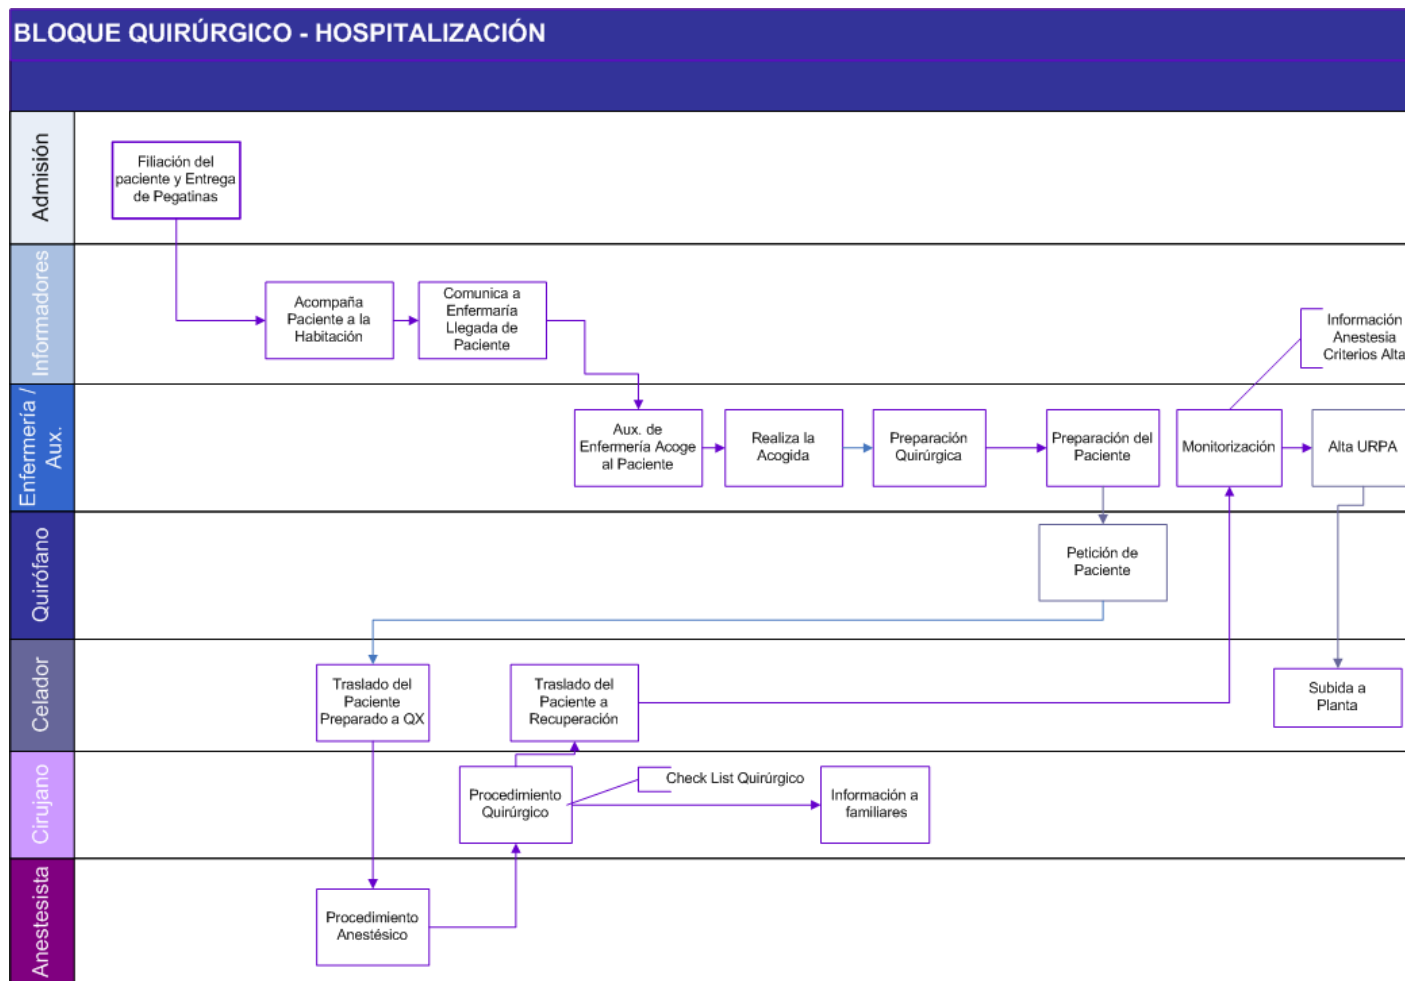 BLOQUE QUIRÚRGICO - HOSPITALIZACIÓN
Admisión
Filiación del
paciente y Entrega
de Pegatinas
Informadores
Acompaña
Paciente a la
Habitación
Comunica a
Enfermaría
Llegada de
Paciente
Información
Anestesia
Criterios Alta
Enfermería /
Aux.
Aux. de
Enfermería Acoge
al Paciente
Realiza la
Acogida
Preparación
Quirúrgica
Preparación del
Paciente
Monitorización
Alta URPA
Quirófano
Petición de
Paciente
Celador
Traslado del
Paciente
Preparado a QX
Traslado del
Paciente a
Recuperación
Subida a
Planta
Cirujano
Procedimiento
Quirúrgico
Check List Quirúrgico
Información a
familiares
Anestesista
Procedimiento
Anestésico